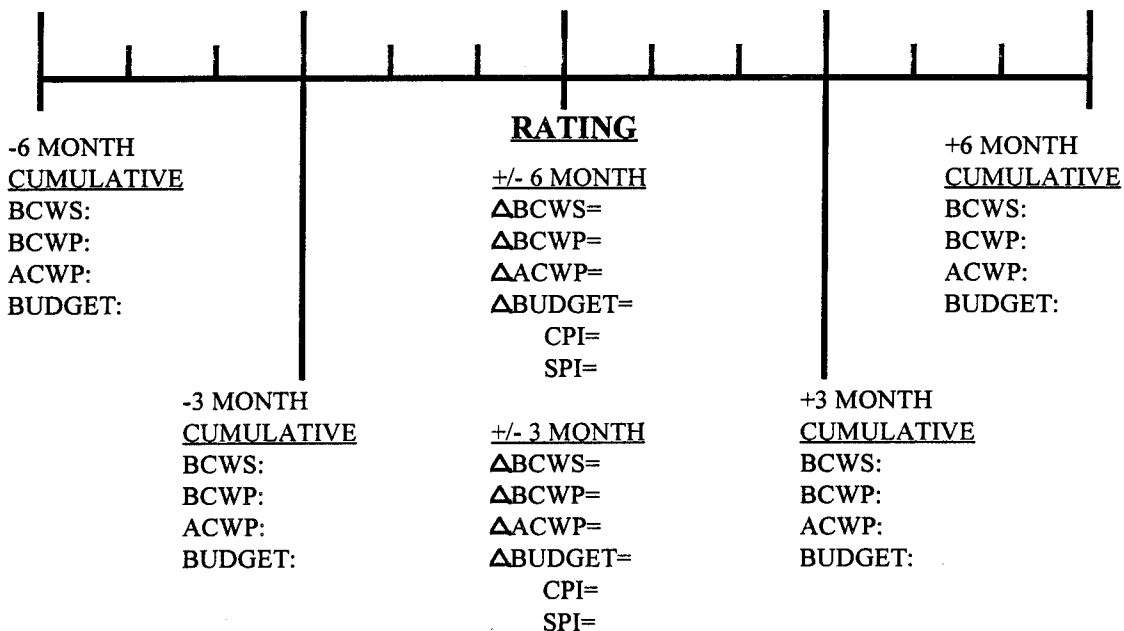 RATING
-6 MONTH
CUMULATIVE
BCWS:
BCWP:
ACWP:
BUDGET:
+/- 6 MONTH
ΔBCWS=
ΔBCWP=
ΔACWP=
ΔBUDGET=
CPI=
SPI=
+6 MONTH
CUMULATIVE
BCWS:
BCWP:
ACWP:
BUDGET:
-3 MONTH
CUMULATIVE
BCWS:
BCWP:
ACWP:
BUDGET:
+/- 3 MONTH
ΔBCWS=
ΔBCWP=
ΔACWP=
ΔBUDGET=
CPI=
SPI=
+3 MONTH
CUMULATIVE
BCWS:
BCWP:
ACWP:
BUDGET: